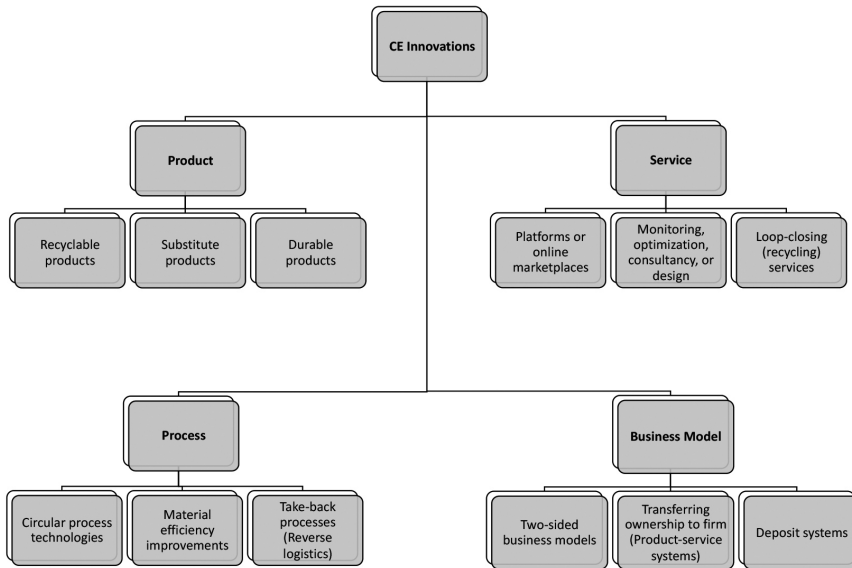 CE Innovations
Product
Service
Recyclable
products
Substitute
products
Durable
products
Platforms or
online
marketplaces
Monitoring,
optimization,
consultancy, or
design
Loop-closing
(recycling)
services
Process
Business Model
Circular process
technologies
Material
efficiency
improvements
Take-back
processes
(Reverse
logistics)
Two-sided
business models
Transferring
ownership to firm
(Product-service
systems)
Deposit systems